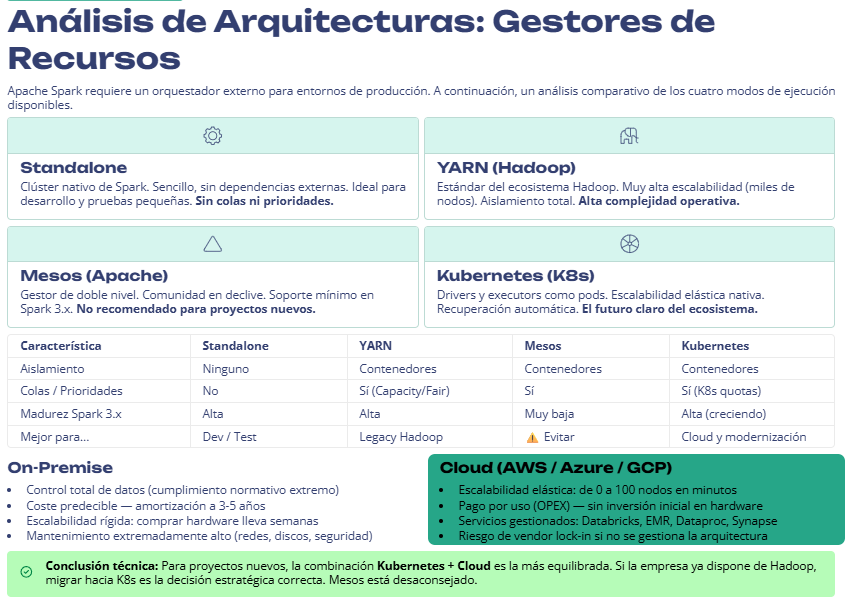 Análisis de Arquitecturas: Gestores de
Recursos
Apache Spark requiere un orquestador externo para entornos de producción. A continuación, un análisis comparativo de los cuatro modos de ejecución
disponibles.
Standalone
Clúster nativo de Spark. Sencillo, sin dependencias externas. Ideal para
desarrollo y pruebas pequeñas. Sin colas ni prioridades.
YARN (Hadoop)
Estándar del ecosistema Hadoop. Muy alta escalabilidad (miles de
nodos). Aislamiento total. Alta complejidad operativa.
Mesos (Apache)
Gestor de doble nivel. Comunidad en declive. Soporte mínimo en
Spark 3.x. No recomendado para proyectos nuevos.
Kubernetes (K8s)
Drivers y executors como pods. Escalabilidad elástica nativa.
Recuperación automática. El futuro claro del ecosistema.
Característica Standalone YARN Mesos Kubernetes
Aislamiento Ninguno Contenedores Contenedores Contenedores
Colas / Prioridades No Sí (Capacity/Fair) Sí Sí (K8s quotas)
Madurez Spark 3.x Alta Alta Muy baja Alta (creciendo)
Mejor para... Dev / Test Legacy Hadoop ⚠️ Evitar Cloud y modernización
On-Premise
• Control total de datos (cumplimiento normativo extremo)
• Coste predecible — amortización a 3-5 años
• Escalabilidad rígida: comprar hardware lleva semanas
• Mantenimiento extremadamente alto (redes, discos, seguridad)
Cloud (AWS / Azure / GCP)
• Escalabilidad elástica: de 0 a 100 nodos en minutos
• Pago por uso (OPEX) — sin inversión inicial en hardware
• Servicios gestionados: Databricks, EMR, Dataproc, Synapse
• Riesgo de vendor lock-in si no se gestiona la arquitectura
Conclusión técnica: Para proyectos nuevos, la combinación Kubernetes + Cloud es la más equilibrada. Si la empresa ya dispone de Hadoop,
migrar hacia K8s es la decisión estratégica correcta. Mesos está desaconsejado.